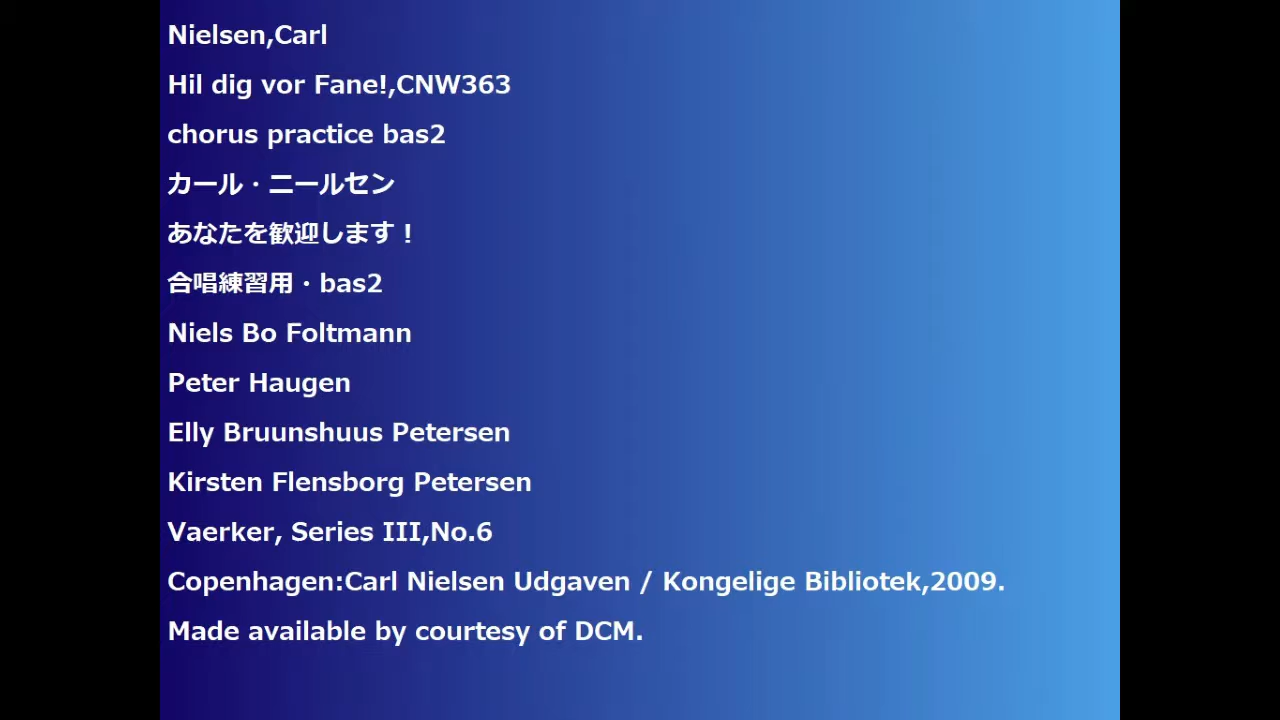 Nielsen,Carl
Hil dig vor Fane!,CNW363
chorus practice bas2
カール・ニールセン
あなたを歓迎します！
合唱練習用・bas2
Niels Bo Foltmann
Peter Haugen
Elly Bruunshuus Petersen
Kirsten Flensborg Petersen
Vaerker, Series III,No.6
Copenhagen:Carl Nielsen Udgaven / Kongelige Bibliotek,2009.
Made available by courtesy of DCM.